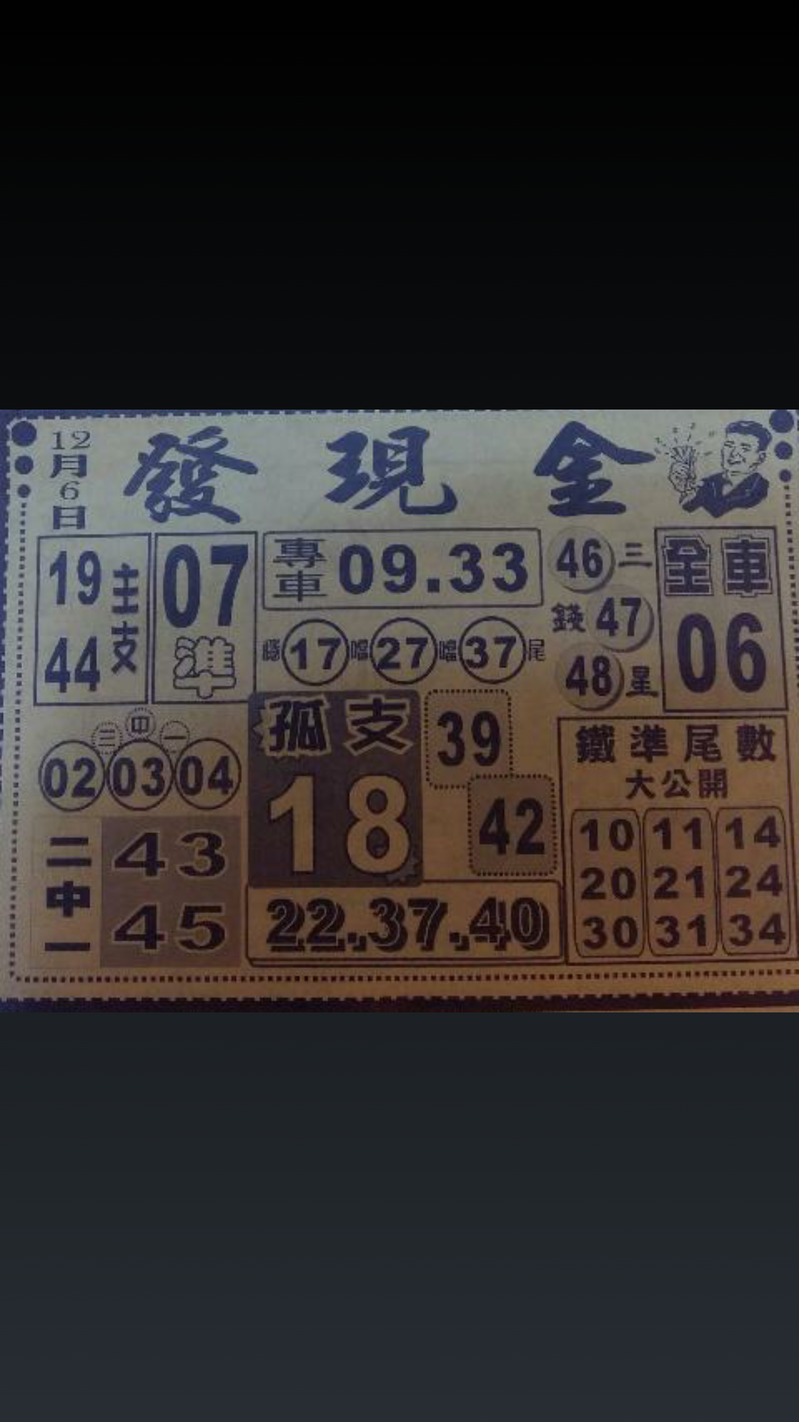 12月6日
發現金
19
44
主支
07
準
專車 09.33
17 27 37 尾
46 三
錢 47
48 星
全車
06
三中一
02 03 04
孤支
18
39
42
二中一
43
45
22.37.40
鐵準尾數
大公開
10 11 14
20 21 24
30 31 34